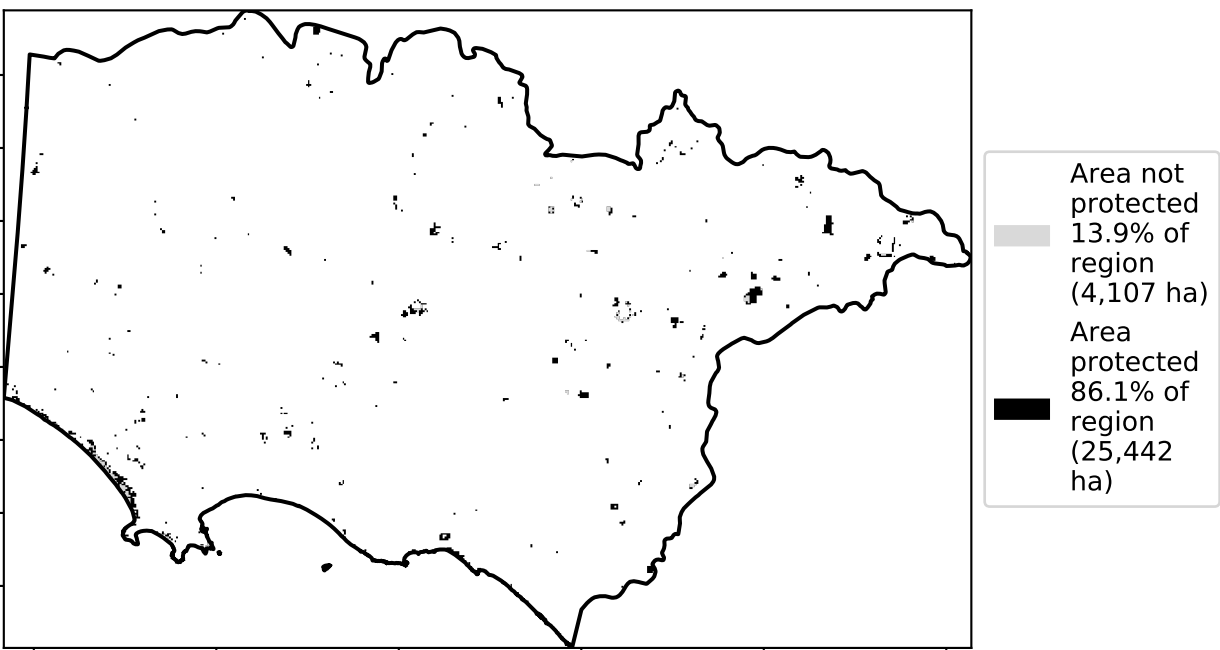 Area not
protected
13.9% of
region
(4,107 ha)
Area
protected
86.1% of
region
(25,442
ha)